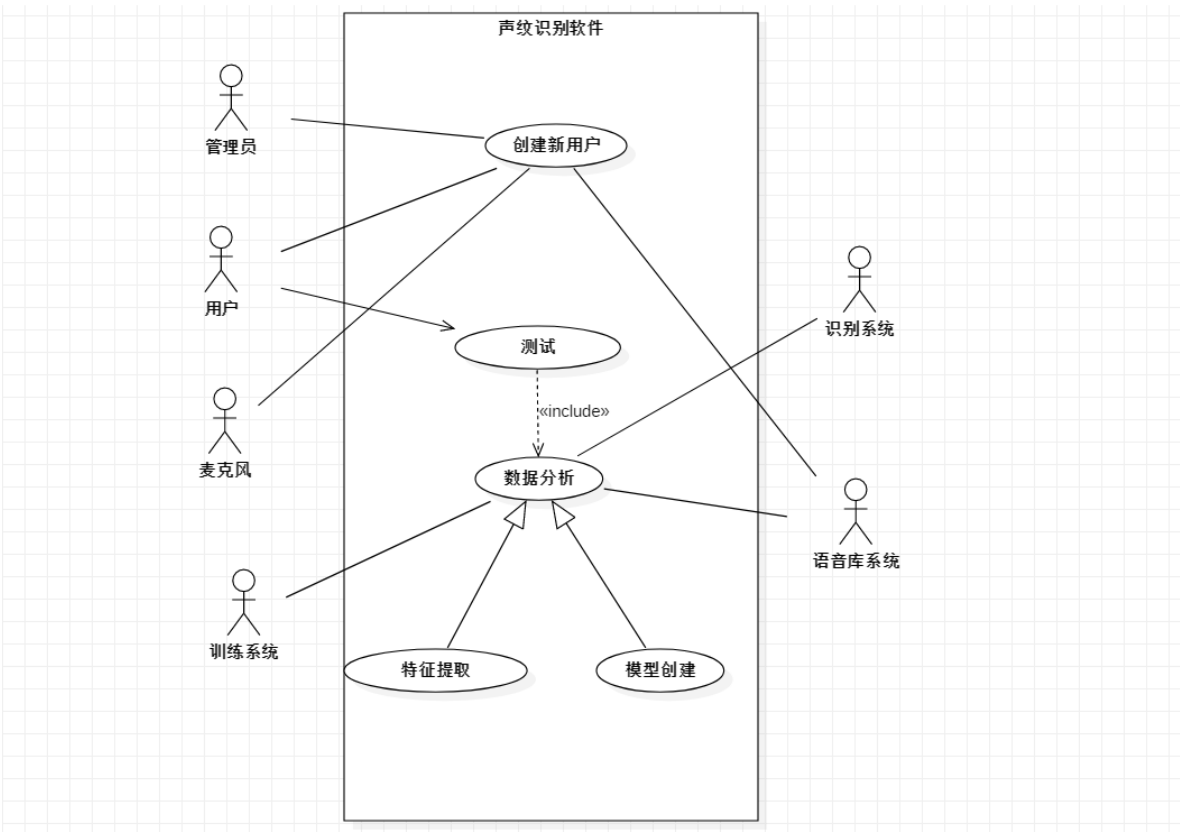 声纹识别软件
管理员
创建新用户
用户
识别系统
测试
«include»
麦克风
数据分析
语音库系统
训练系统
特征提取
模型创建